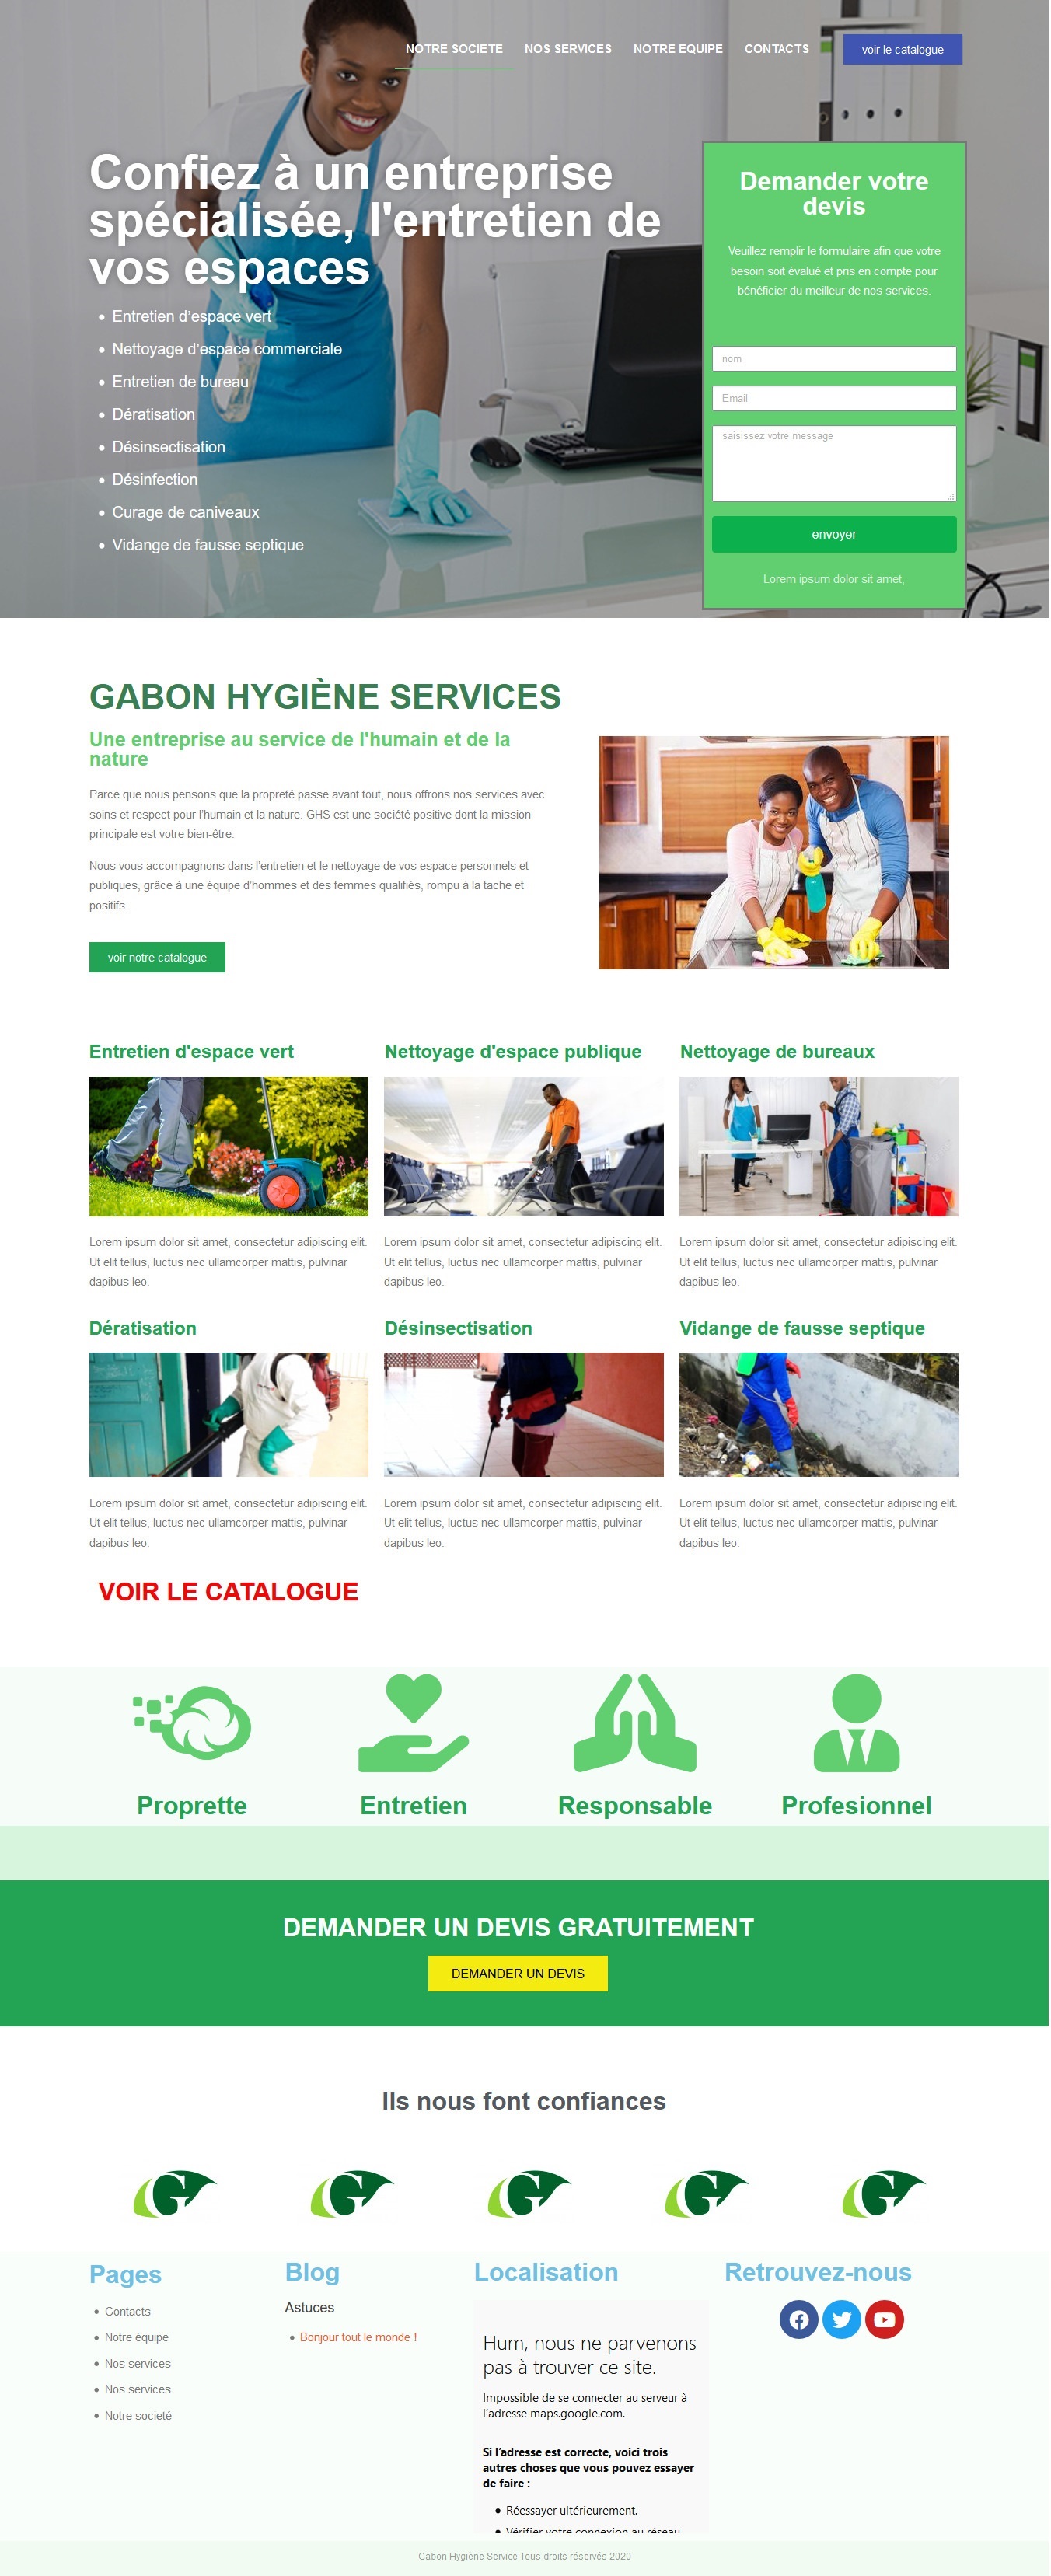 NOTRE SOCIETE NOS SERVICES NOTRE EQUIPE CONTACTS voir le catalogue
Confiez à un entreprise
spécialisée, l'entretien de
vos espaces
• Entretien d'espace vert
• Nettoyage d'espace commerciale
• Entretien de bureau
• Dératisation
• Désinsectisation
• Désinfection
• Curage de caniveaux
• Vidange de fausse septique
Demander votre
devis
Veuillez remplir le formulaire afin que votre
besoin soit évalué et pris en compte pour
bénéficier du meilleur de nos services.
nom
Email
saisissez votre message
envoyer
Lorem ipsum dolor sit amet,
GABON HYGIÈNE SERVICES
Une entreprise au service de l'humain et de la
nature
Parce que nous pensons que la propreté passe avant tout, nous offrons nos services avec
soins et respect pour l'humain et la nature. GHS est une société positive dont la mission
principale est votre bien-être.
Nous vous accompagnons dans l'entretien et le nettoyage de vos espace personnels et
publiques, grâce à une équipe d'hommes et des femmes qualifiés, rompu à la tache et
positifs.
voir notre catalogue
Entretien d'espace vert
Nettoyage d'espace publique
Nettoyage de bureaux
Lorem ipsum dolor sit amet, consectetur adipiscing elit.
Ut elit tellus, luctus nec ullamcorper mattis, pulvinar
dapibus leo.
Lorem ipsum dolor sit amet, consectetur adipiscing elit.
Ut elit tellus, luctus nec ullamcorper mattis, pulvinar
dapibus leo.
Lorem ipsum dolor sit amet, consectetur adipiscing elit.
Ut elit tellus, luctus nec ullamcorper mattis, pulvinar
dapibus leo.
Dératisation
Désinsectisation
Vidange de fausse septique
Lorem ipsum dolor sit amet, consectetur adipiscing elit.
Ut elit tellus, luctus nec ullamcorper mattis, pulvinar
dapibus leo.
Lorem ipsum dolor sit amet, consectetur adipiscing elit.
Ut elit tellus, luctus nec ullamcorper mattis, pulvinar
dapibus leo.
Lorem ipsum dolor sit amet, consectetur adipiscing elit.
Ut elit tellus, luctus nec ullamcorper mattis, pulvinar
dapibus leo.
VOIR LE CATALOGUE
Proprette
Entretien
Responsable
Profesionnel
DEMANDER UN DEVIS GRATUITEMENT
DEMANDER UN DEVIS
Ils nous font confiances
G G G G G
Pages
• Contacts
• Notre équipe
• Nos services
• Nos services
• Notre societé
Blog
Astuces
• Bonjour tout le monde !
Localisation
Hum, nous ne parvenons
pas à trouver ce site.
Impossible de se connecter au serveur à
l'adresse maps.google.com.
Si l'adresse est correcte, voici trois
autres choses que vous pouvez essayer
de faire :
• Réessayer ultérieurement.
• Vérifier votre connexion au réseau
Retrouvez-nous
Gabon Hygiène Service Tous droits réservés 2020